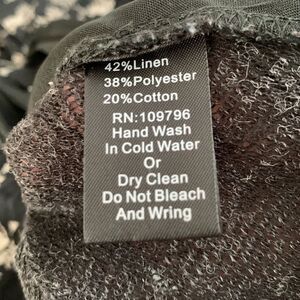 42%Linen
38%Polyester
20%Cotton
RN:109796
Hand Wash
In Cold Water
Or
Dry Clean
Do Not Bleach
And Wring